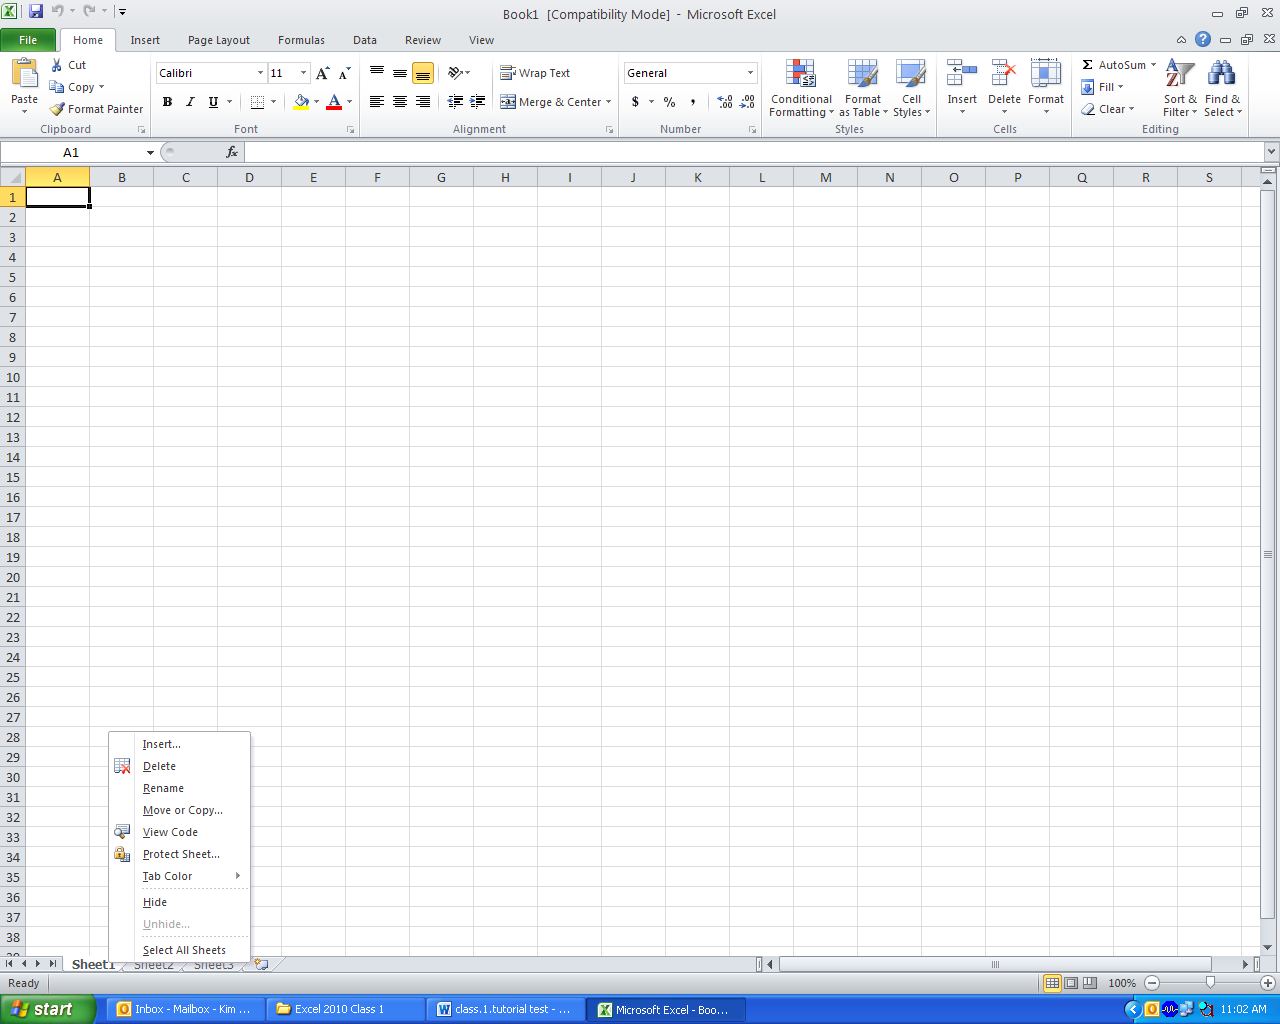 Book1 [Compatibility Mode] - Microsoft Excel
File Home Insert Page Layout Formulas Data Review View
Paste
Cut
Copy
Format Painter
Clipboard
Calibri 11
B I U A
Font
Wrap Text
Merge & Center
Alignment
General
$ % ,
Number
Conditional Formatting
Format as Table
Cell Styles
Styles
Insert Delete Format
Cells
Σ AutoSum
Fill
Clear
Sort & Filter
Find & Select
Editing
A1 fx
A B C D E F G H I J K L M N O P Q R S
1
2
3
4
5
6
7
8
9
10
11
12
13
14
15
16
17
18
19
20
21
22
23
24
25
26
27
28
29
30
31
32
33
34
35
36
37
38
Insert...
Delete
Rename
Move or Copy...
View Code
Protect Sheet...
Tab Color
Hide
Unhide...
Select All Sheets
Sheet1 Sheet2 Sheet3
Ready 100%
start Inbox - Mailbox - Kim ... Excel 2010 Class 1 class.1.tutorial test - ... Microsoft Excel - Boo... 11:02 AM